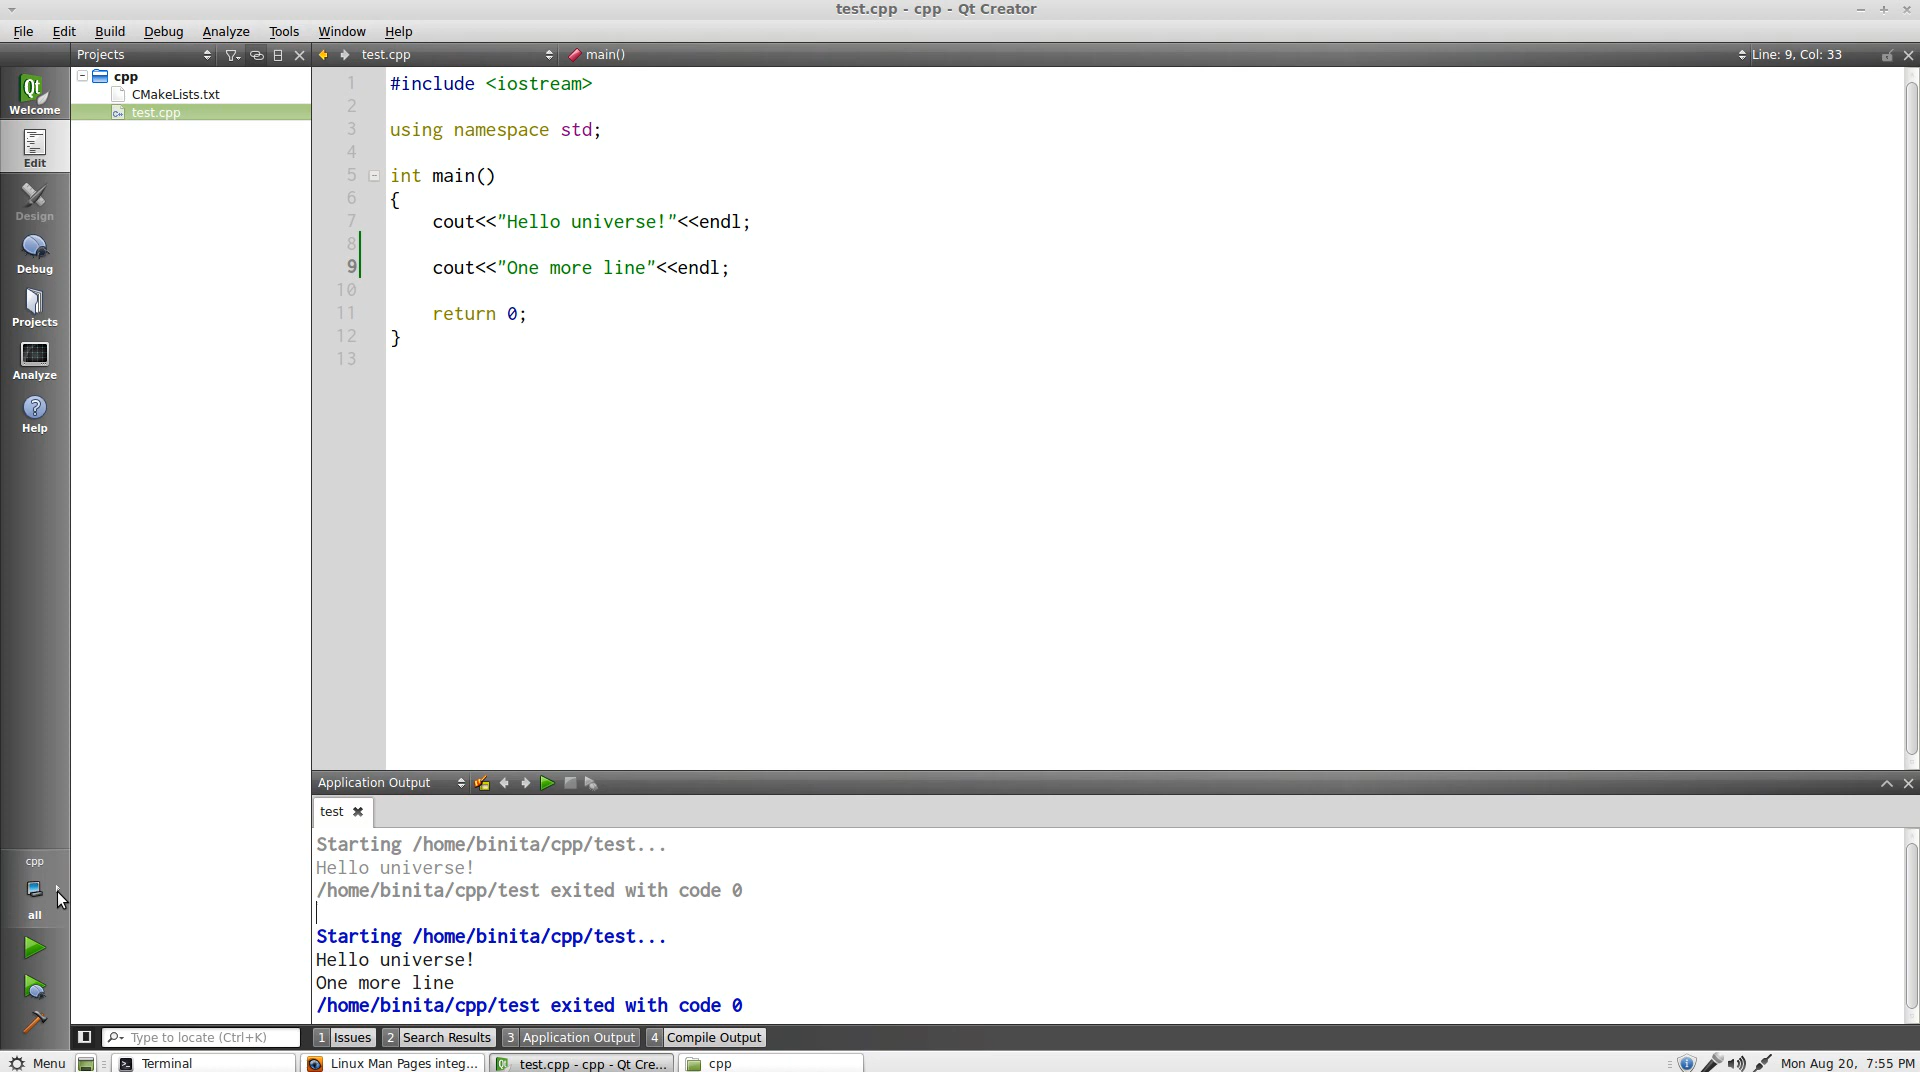 test.cpp - cpp - Qt Creator
File Edit Build Debug Analyze Tools Window Help
Projects test.cpp main() Line: 9, Col: 33
Qt
Welcome
Edit
Design
Debug
Projects
Analyze
Help
cpp
all
cpp
CMakeLists.txt
test.cpp
1 #include <iostream>
2
3 using namespace std;
4
5 int main()
6 {
7 cout<<"Hello universe!"<<endl;
8
9 cout<<"One more line"<<endl;
10
11 return 0;
12 }
13
Application Output
test
Starting /home/binita/cpp/test...
Hello universe!
/home/binita/cpp/test exited with code 0
Starting /home/binita/cpp/test...
Hello universe!
One more line
/home/binita/cpp/test exited with code 0
Type to locate (Ctrl+K) 1 Issues 2 Search Results 3 Application Output 4 Compile Output
Menu Terminal Linux Man Pages integ... test.cpp - cpp - Qt Cre... cpp Mon Aug 20, 7:55 PM